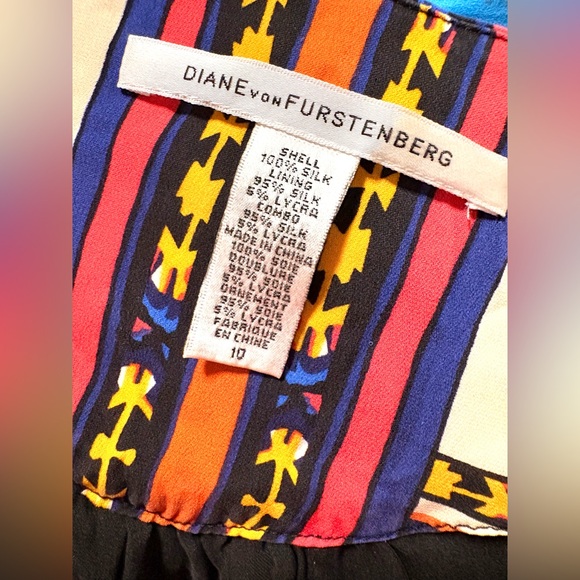 DIANE VON FURSTENBERG
SHELL
100% SILK
LINING
95% SILK
5% LYCRA
COMBO
95% SILK
5% LYCRA
MADE IN CHINA
100% SOIE
DOUBLURE
95% SOIE
5% LYCRA
ORNEMENT
95% SOIE
5% LYCRA
FABRIQUE
EN CHINE
10